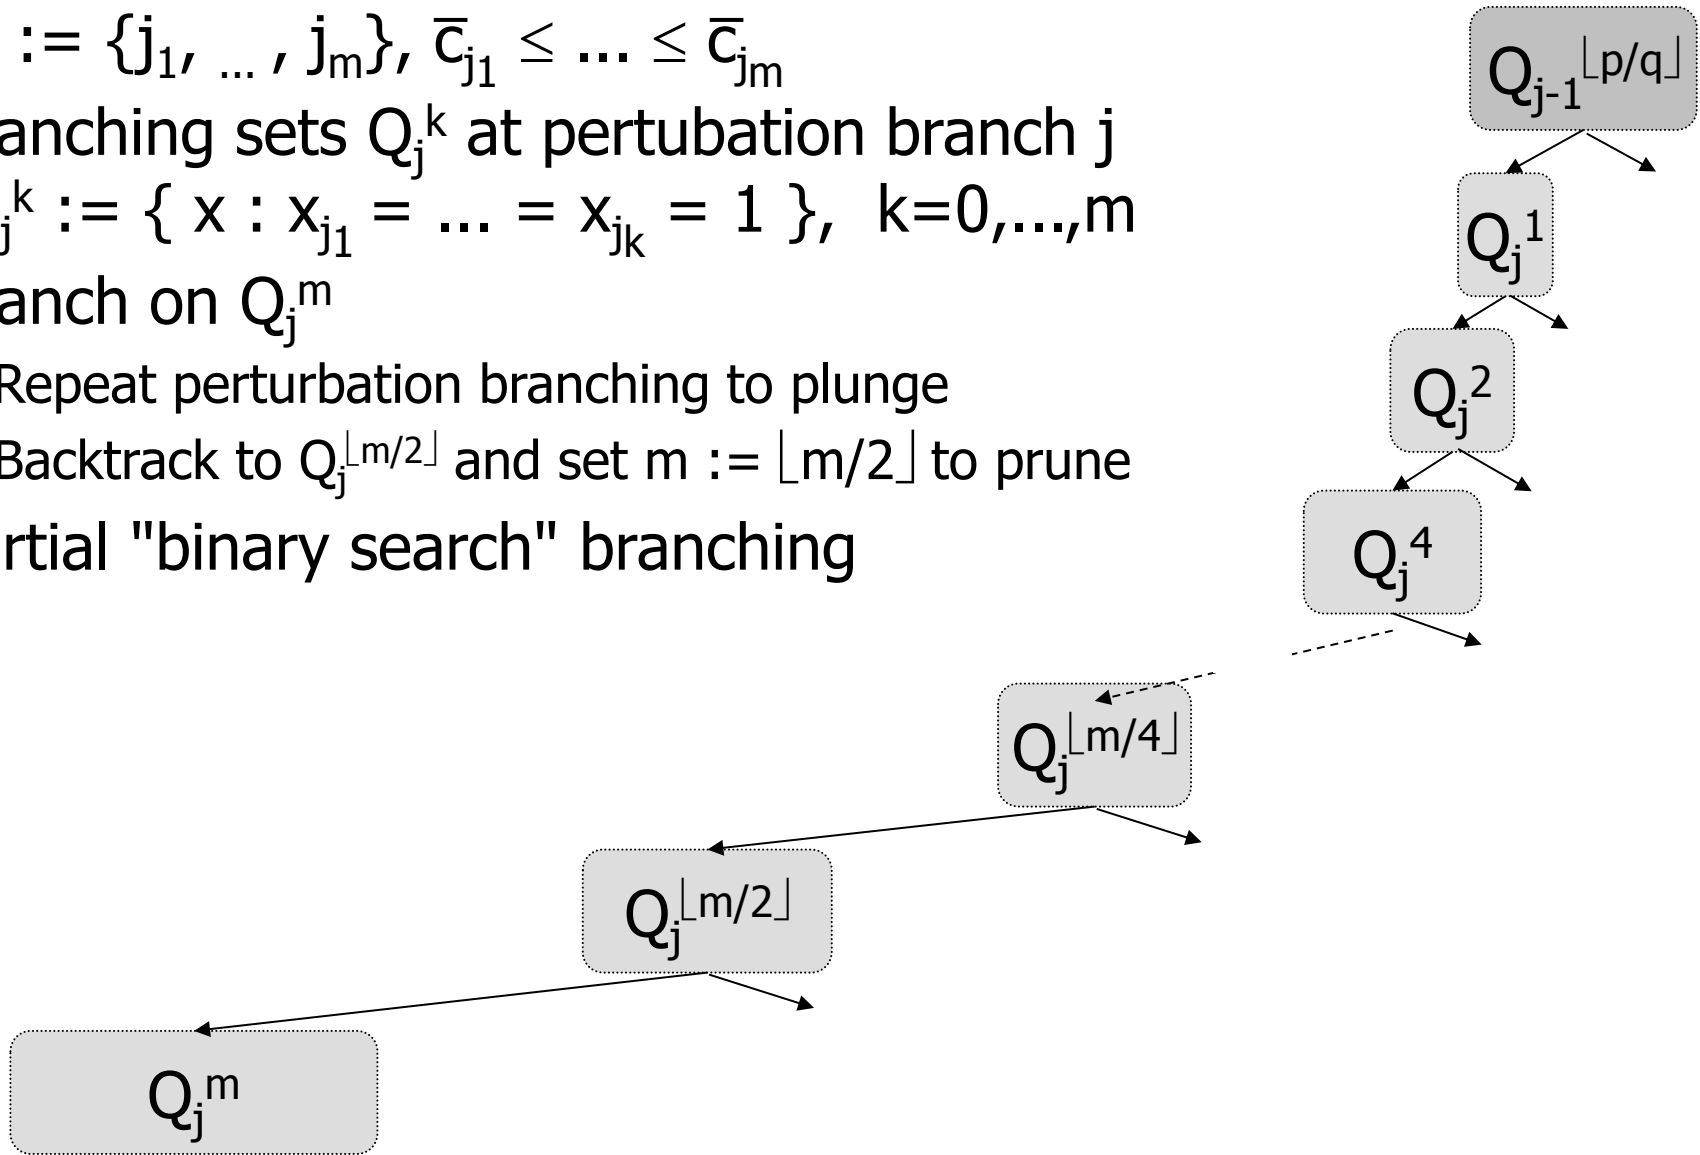 := {j₁, ... , jₘ}, c̅ⱼ₁ ≤ ... ≤ c̅ⱼₘ
anching sets Qⱼᵏ at pertubation branch j
ⱼᵏ := { x : xⱼ₁ = ... = xⱼₖ = 1 }, k=0,...,m
anch on Qⱼᵐ
Repeat perturbation branching to plunge
Backtrack to Qⱼ^⌊m/2⌋ and set m := ⌊m/2⌋ to prune
rtial "binary search" branching
Qⱼ₋₁^⌊p/q⌋
Qⱼ¹
Qⱼ²
Qⱼ⁴
Qⱼ^⌊m/4⌋
Qⱼ^⌊m/2⌋
Qⱼᵐ